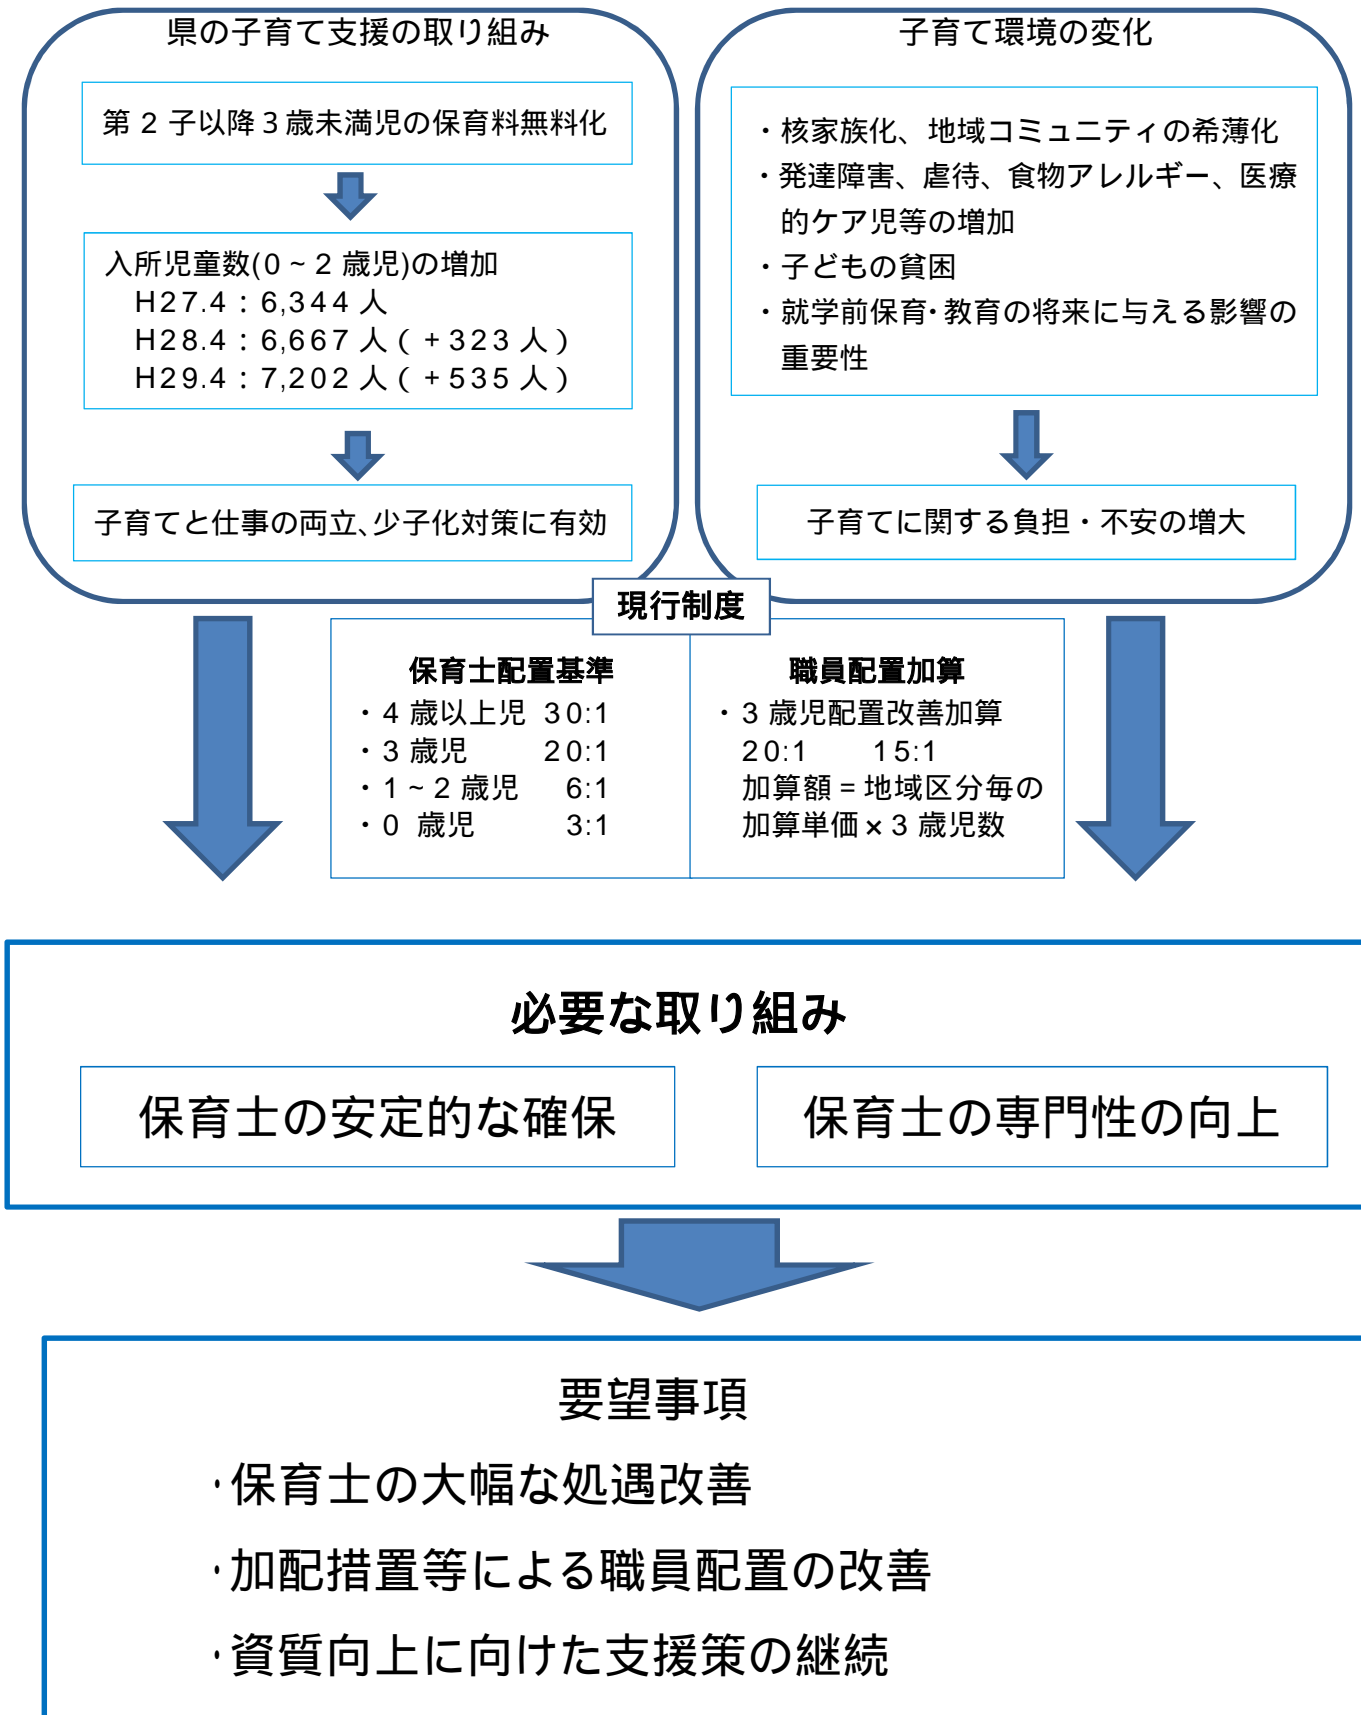 県の子育て支援の取り組み
第2子以降3歳未満児の保育料無料化
入所児童数(0~2歳児)の増加
H27.4:6,344人
H28.4:6,667人(+323人)
H29.4:7,202人(+535人)
子育てと仕事の両立、少子化対策に有効
子育て環境の変化
・核家族化、地域コミュニティの希薄化
・発達障害、虐待、食物アレルギー、医療
的ケア児等の増加
・子どもの貧困
・就学前保育・教育の将来に与える影響の
重要性
子育てに関する負担・不安の増大
現行制度
保育士配置基準
・4歳以上児 30:1
・3歳児 20:1
・1~2歳児 6:1
・0歳児 3:1
職員配置加算
・3歳児配置改善加算
20:1 15:1
加算額=地域区分毎の
加算単価×3歳児数
必要な取り組み
保育士の安定的な確保
保育士の専門性の向上
要望事項
・保育士の大幅な処遇改善
・加配措置等による職員配置の改善
・資質向上に向けた支援策の継続